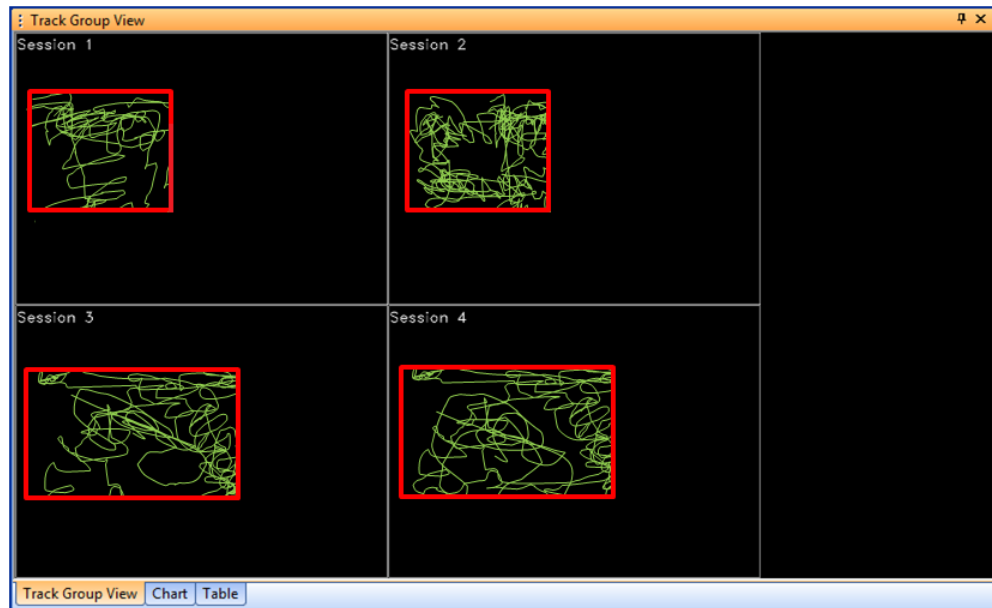 Track Group View
Session 1
Session 2
Session 3
Session 4
Track Group View Chart Table